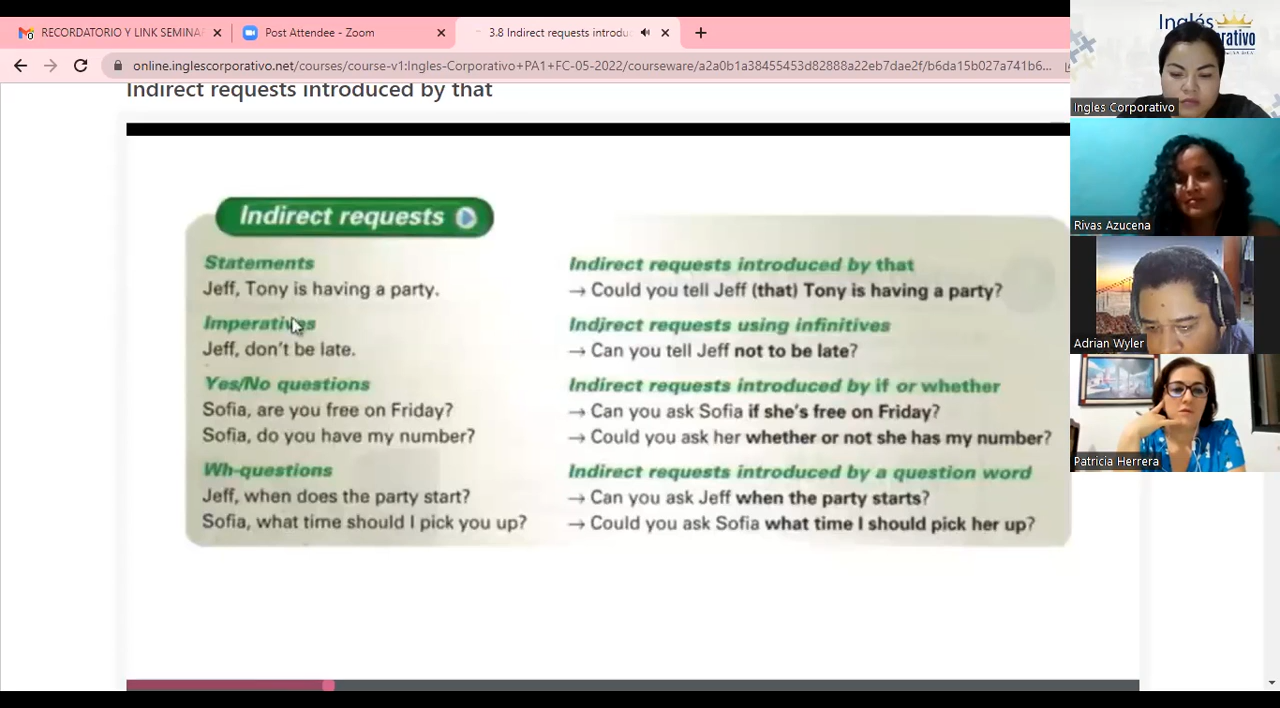 RECORDATORIO Y LINK SEMINA
Post Attendee - Zoom
3.8 Indirect requests introdu
online.inglescorporativo.net/courses/course-v1:Ingles-Corporativo+PA1+FC-05-2022/courseware/a2a0b1a3845545
Indirect requests introduced by that
Indirect requests
Statements
Jeff, Tony is having a party.
Indirect requests introduced by that
→ Could you tell Jeff (that) Tony is having a party?
Imperatives
Jeff, don't be late.
Indirect requests using infinitives
→ Can you tell Jeff not to be late?
Yes/No questions
Sofia, are you free on Friday?
Sofia, do you have my number?
Indirect requests introduced by if or whether
→ Can you ask Sofia if she's free on Friday?
→ Could you ask her whether or not she has my number?
Wh-questions
Jeff, when does the party start?
Sofia, what time should I pick you up?
Indirect requests introduced by a question word
→ Can you ask Jeff when the party starts?
→ Could you ask Sofia what time I should pick her up?
Inglés
Ingles Corporativo
Rivas Azucena
Adrian Wyler
Patricia Herrera